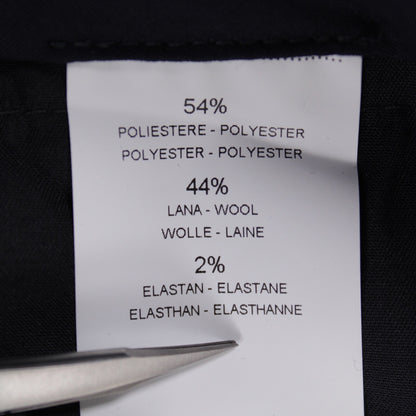 54%
POLIESTERE - POLYESTER
POLYESTER - POLYESTER
44%
LANA - WOOL
WOLLE - LAINE
2%
ELASTAN - ELASTANE
ELASTHAN - ELASTHANNE